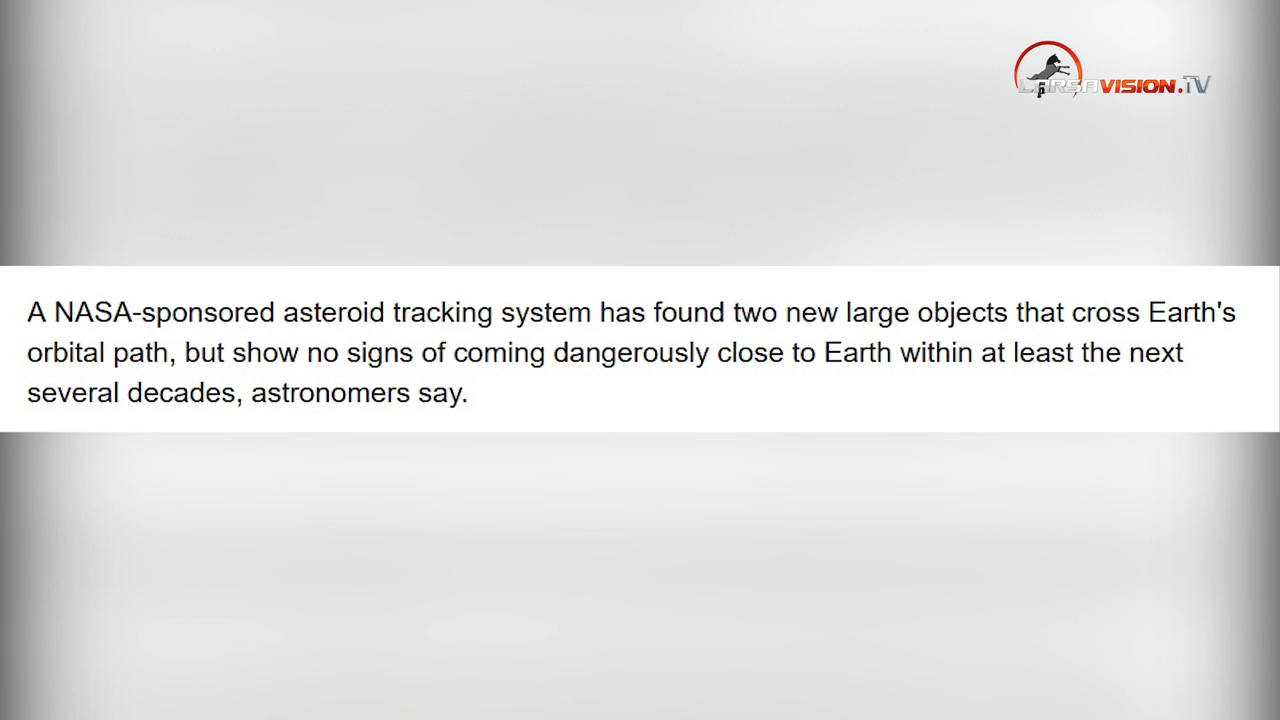 LARSAVISION.TV
A NASA-sponsored asteroid tracking system has found two new large objects that cross Earth's
orbital path, but show no signs of coming dangerously close to Earth within at least the next
several decades, astronomers say.